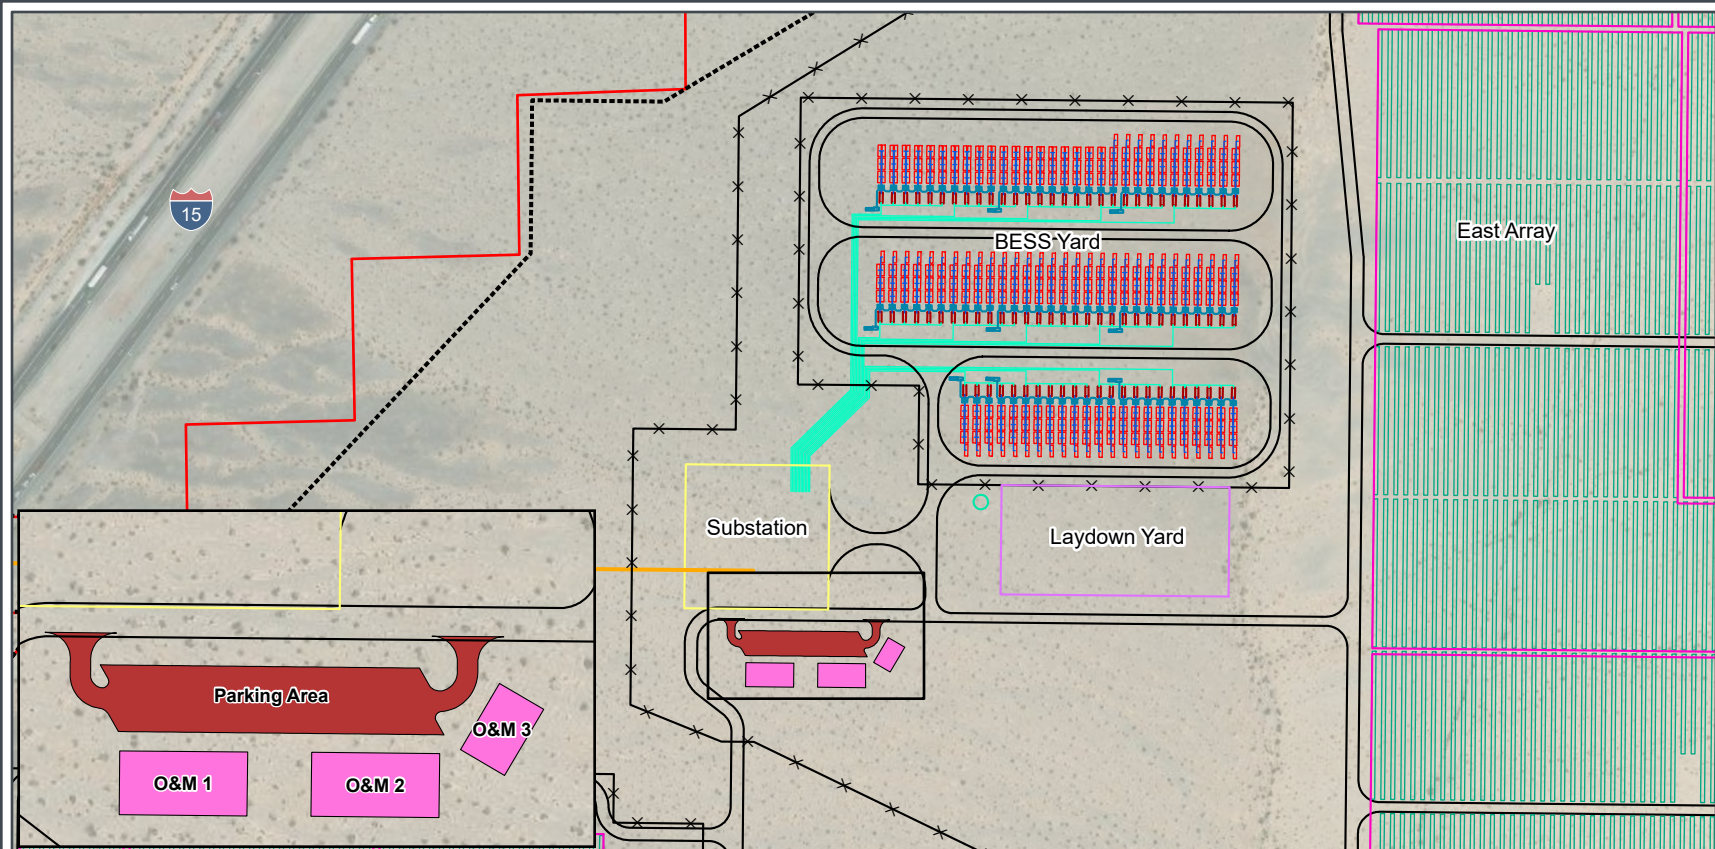 15
BESS Yard
East Array
Substation
Laydown Yard
Parking Area
O&M 3
O&M 1
O&M 2